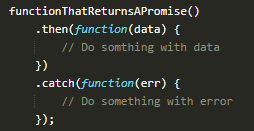 functionThatReturnsAPromise()
    .then(function(data) {
        // Do somthing with data
    })
    .catch(function(err) {
        // Do something with error
    });